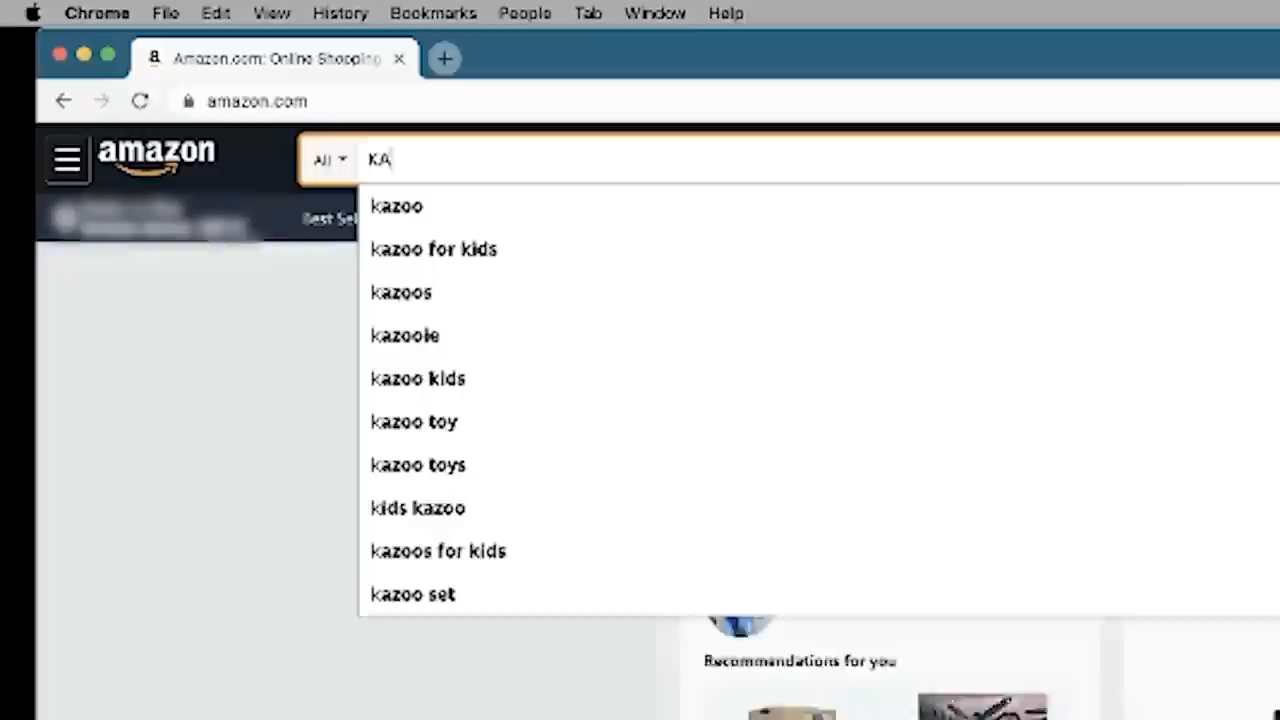 Chrome File Edit View History Bookmarks People Tab Window Help
Amazon.com: Online Shopping
amazon.com
amazon All KA
Best Sel
kazoo
kazoo for kids
kazoos
kazooie
kazoo kids
kazoo toy
kazoo toys
kids kazoo
kazoos for kids
kazoo set
Recommendations for you